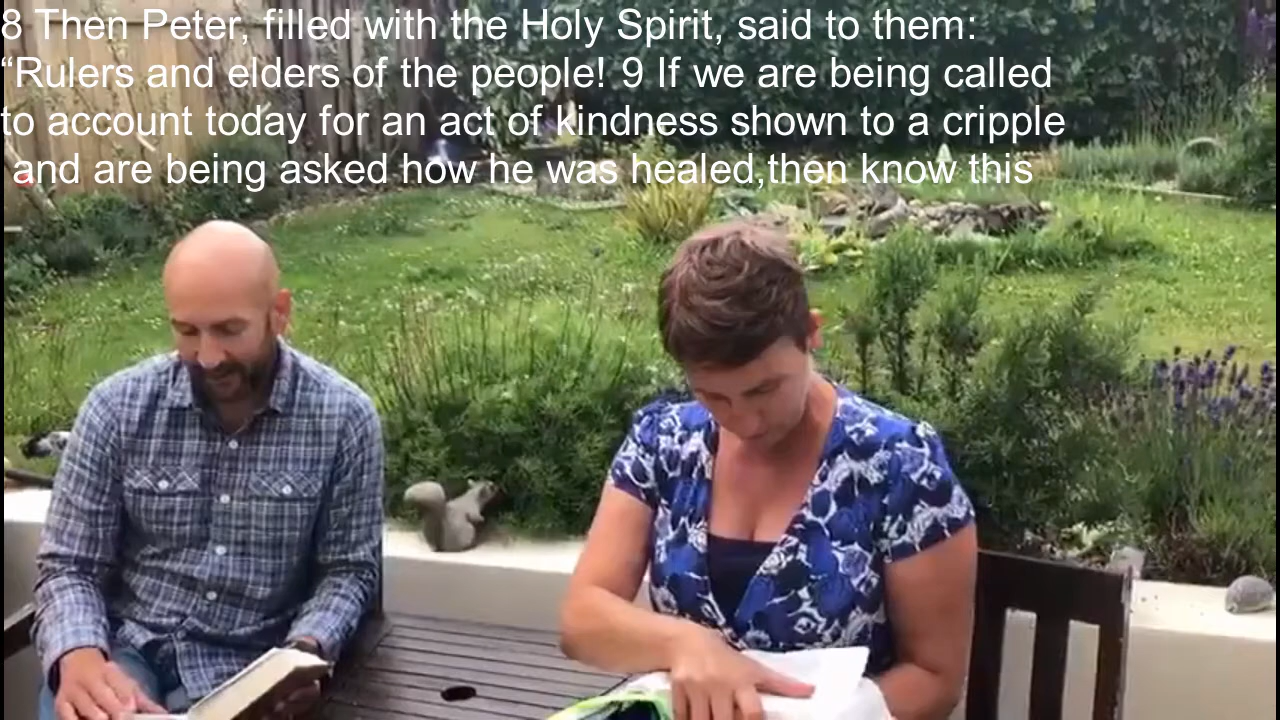 8 Then Peter, filled with the Holy Spirit, said to them:
“Rulers and elders of the people! 9 If we are being called
to account today for an act of kindness shown to a cripple
and are being asked how he was healed,then know this